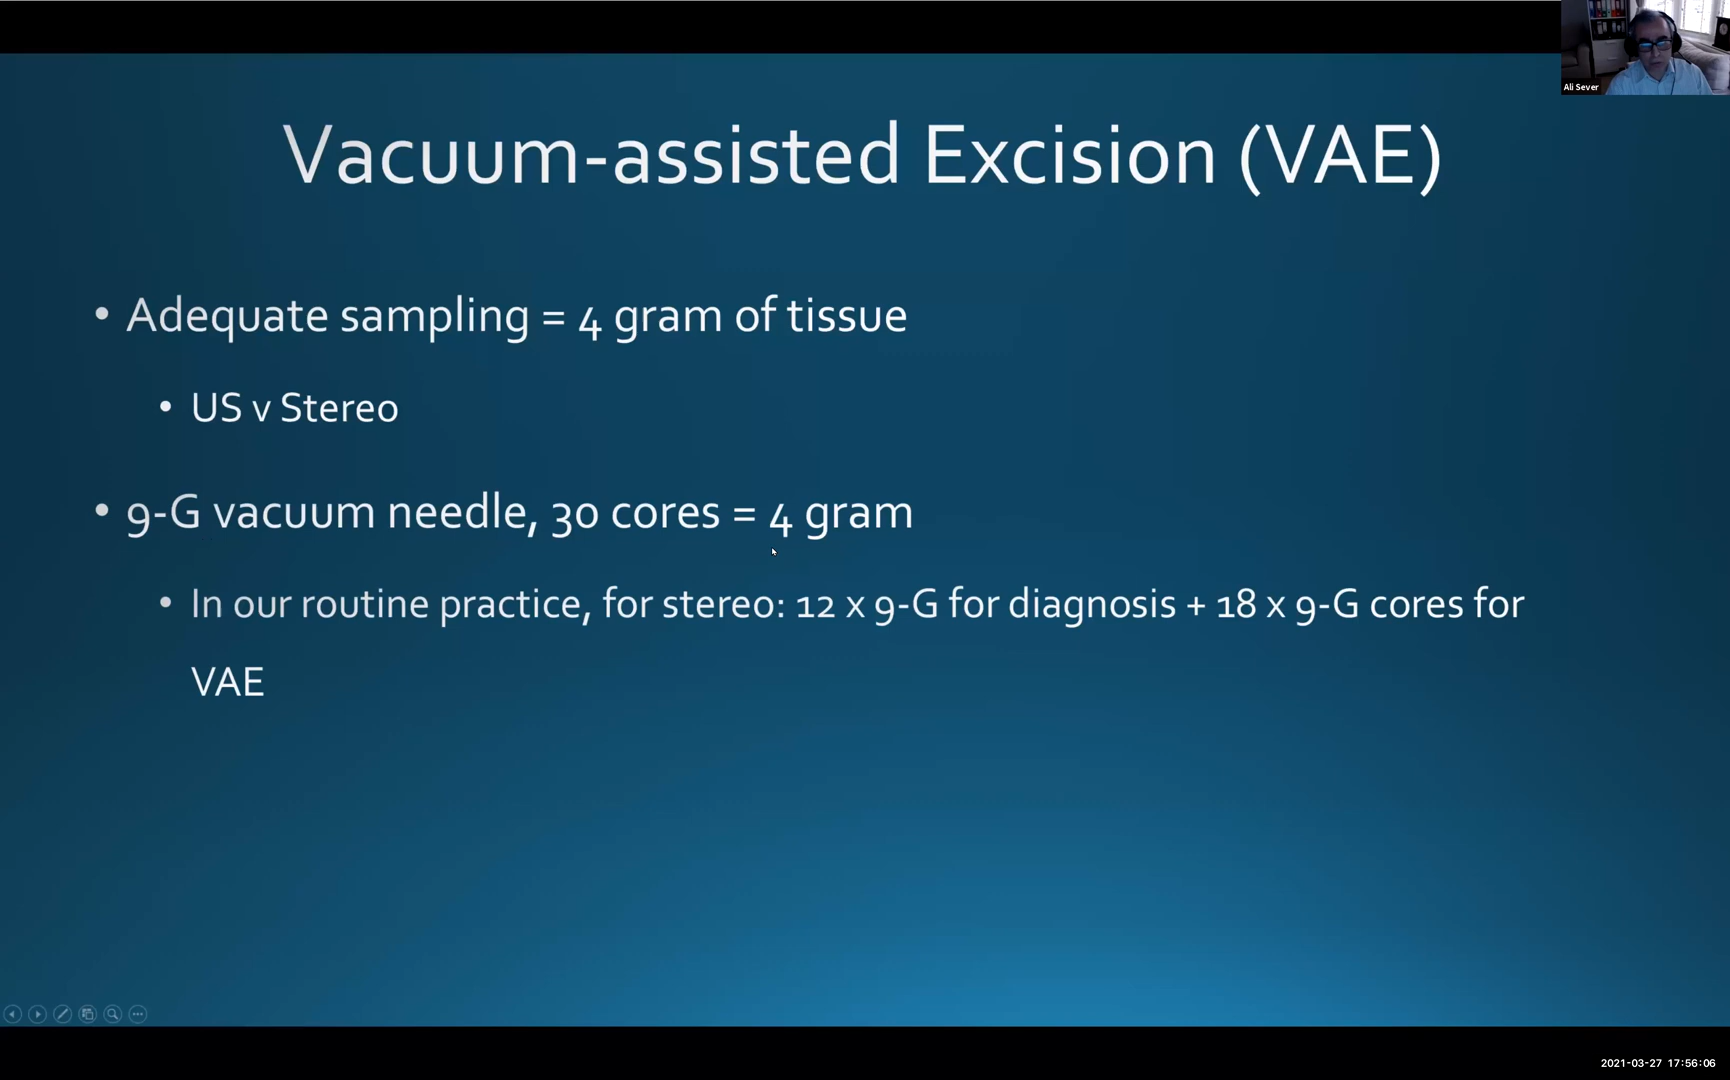 Ali Sever
Vacuum-assisted Excision (VAE)
• Adequate sampling = 4 gram of tissue
• US v Stereo
• 9-G vacuum needle, 30 cores = 4 gram
• In our routine practice, for stereo: 12 x 9-G for diagnosis + 18 x 9-G cores for
VAE
2021-03-27 17:56:06